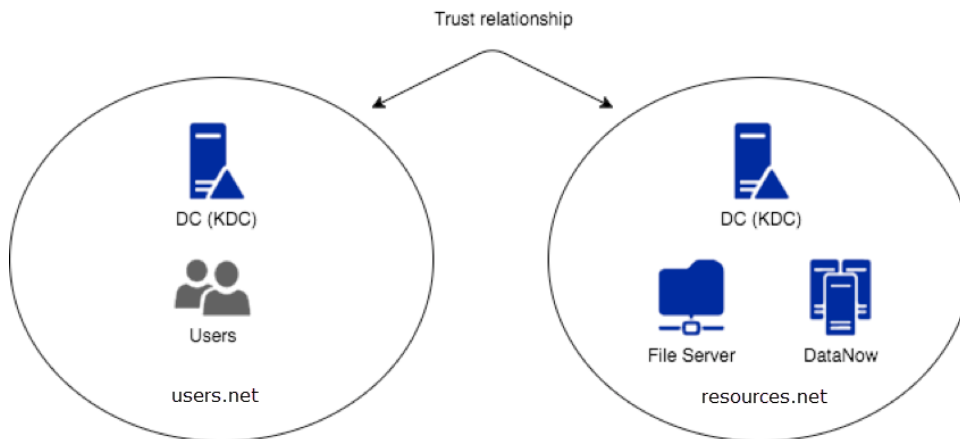 Trust relationship
DC (KDC)
Users
users.net
DC (KDC)
File Server
DataNow
resources.net